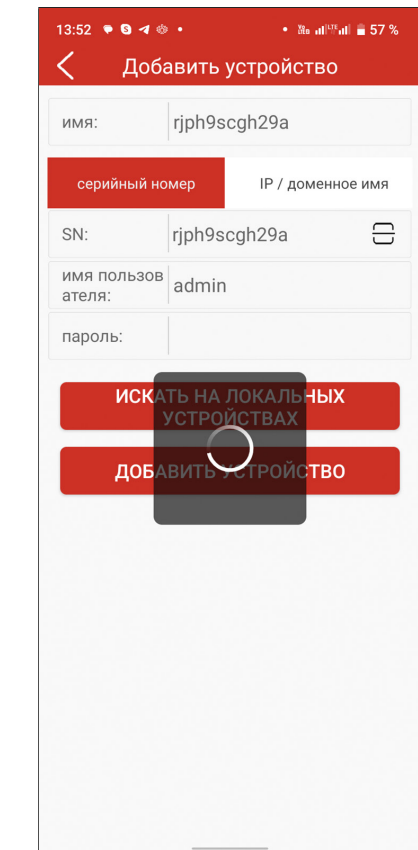 13:52
57 %
Добавить устройство
имя: rjph9scgh29a
серийный номер IP / доменное имя
SN: rjph9scgh29a
имя пользов
ателя: admin
пароль:
ИСКАТЬ НА ЛОКАЛЬНЫХ
УСТРОЙСТВАХ
ДОБАВИТЬ УСТРОЙСТВО